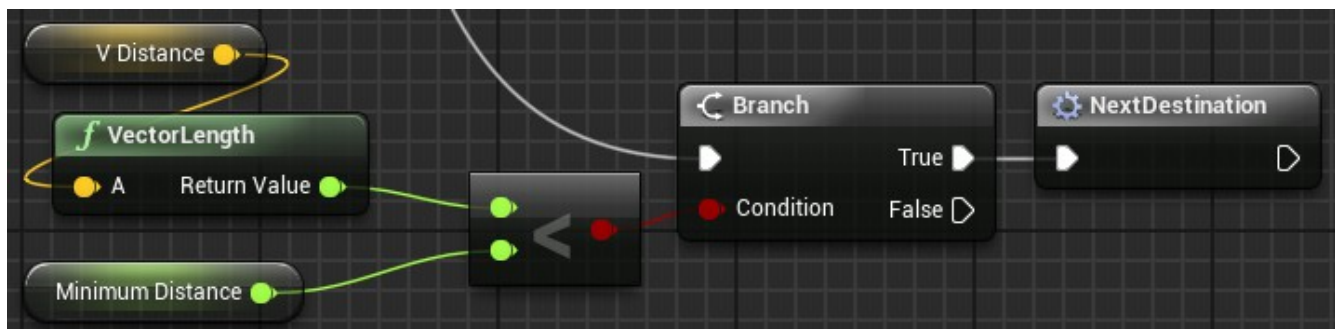 V Distance
f VectorLength
A Return Value
Minimum Distance
<
Branch
True
Condition False
NextDestination